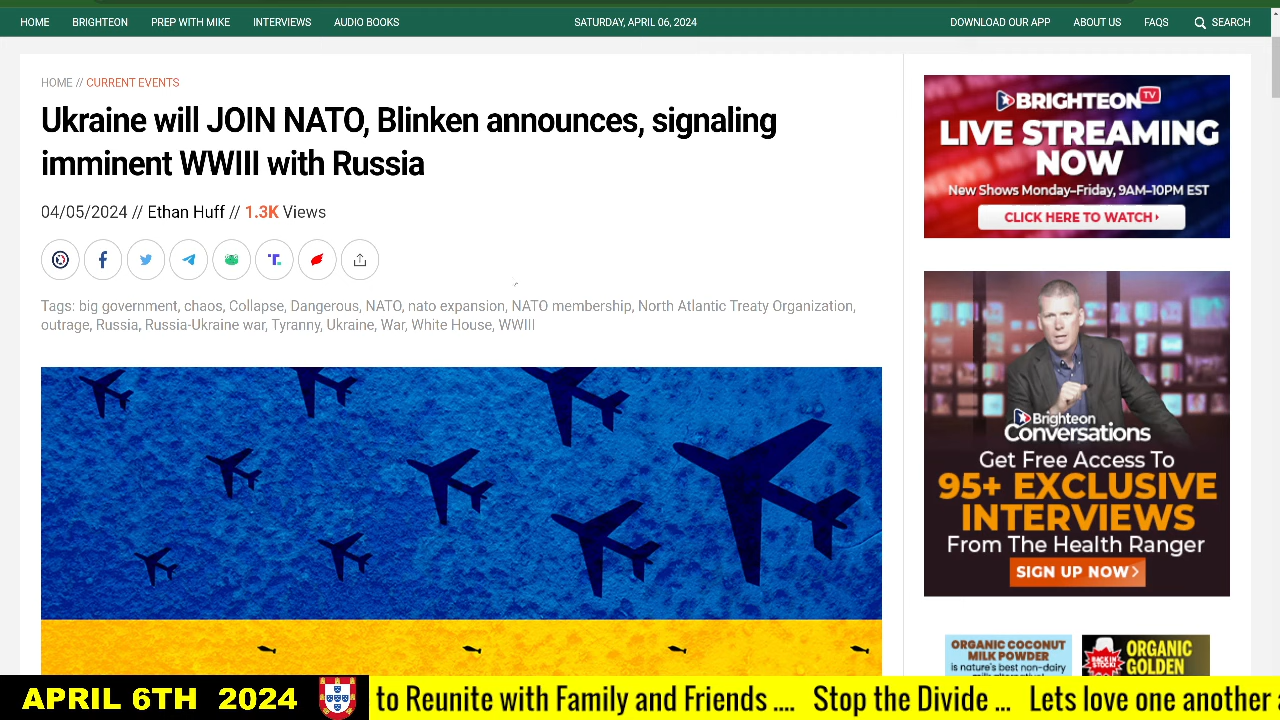 HOME BRIGHTEON PREP WITH MIKE INTERVIEWS AUDIO BOOKS SATURDAY, APRIL 06, 2024 DOWNLOAD OUR APP ABOUT US FAQS SEARCH
HOME // CURRENT EVENTS
Ukraine will JOIN NATO, Blinken announces, signaling
imminent WWIII with Russia
04/05/2024 // Ethan Huff // 1.3K Views
Tags: big government, chaos, Collapse, Dangerous, NATO, nato expansion, NATO membership, North Atlantic Treaty Organization,
outrage, Russia, Russia-Ukraine war, Tyranny, Ukraine, War, White House, WWIII
BRIGHTEON TV
LIVE STREAMING
NOW
New Shows Monday–Friday, 9AM–10PM EST
CLICK HERE TO WATCH
Brighteon
Conversations
Get Free Access To
95+ EXCLUSIVE
INTERVIEWS
From The Health Ranger
SIGN UP NOW
ORGANIC COCONUT
MILK POWDER
is nature's best non-dairy
BACK IN
STOCK!
ORGANIC
GOLDEN
APRIL 6TH 2024
to Reunite with Family and Friends .... Stop the Divide ... Lets love one another